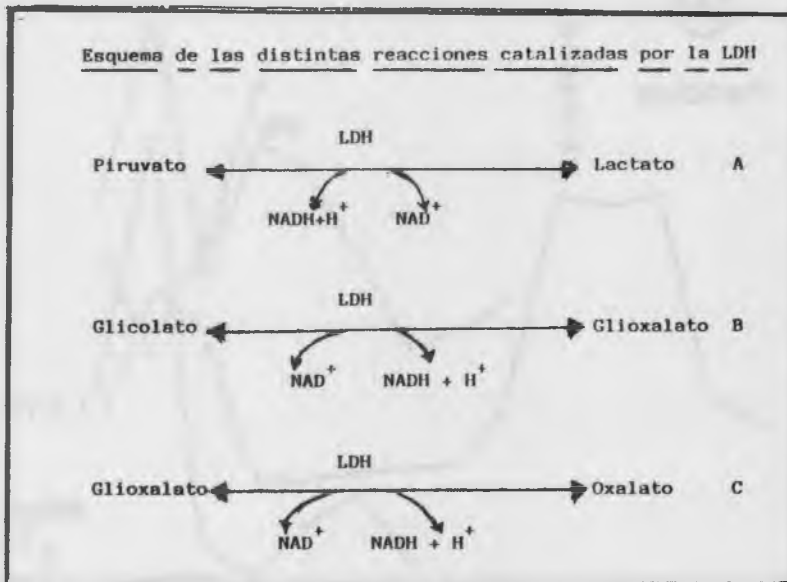 Esquema de las distintas reacciones catalizadas por la LDH
LDH
Piruvato Lactato A
NADH+H+ NAD+
LDH
Glicolato Glioxalato B
NAD+ NADH + H+
LDH
Glioxalato Oxalato C
NAD+ NADH + H+